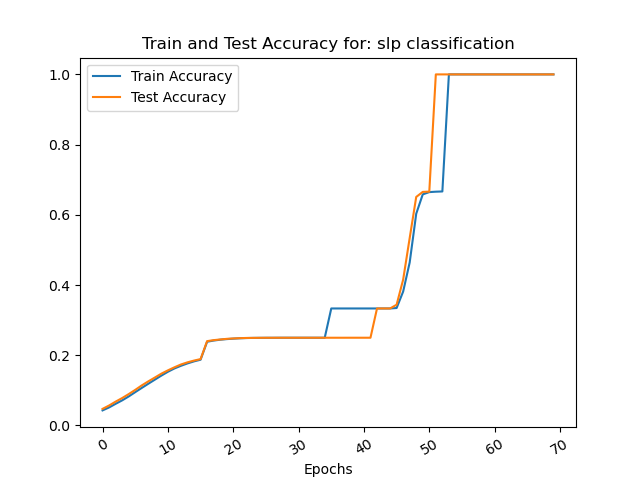 Train and Test Accuracy for: slp classification
Train Accuracy
Test Accuracy
1.0
0.8
0.6
0.4
0.2
0.0
0 10 20 30 40 50 60 70
Epochs